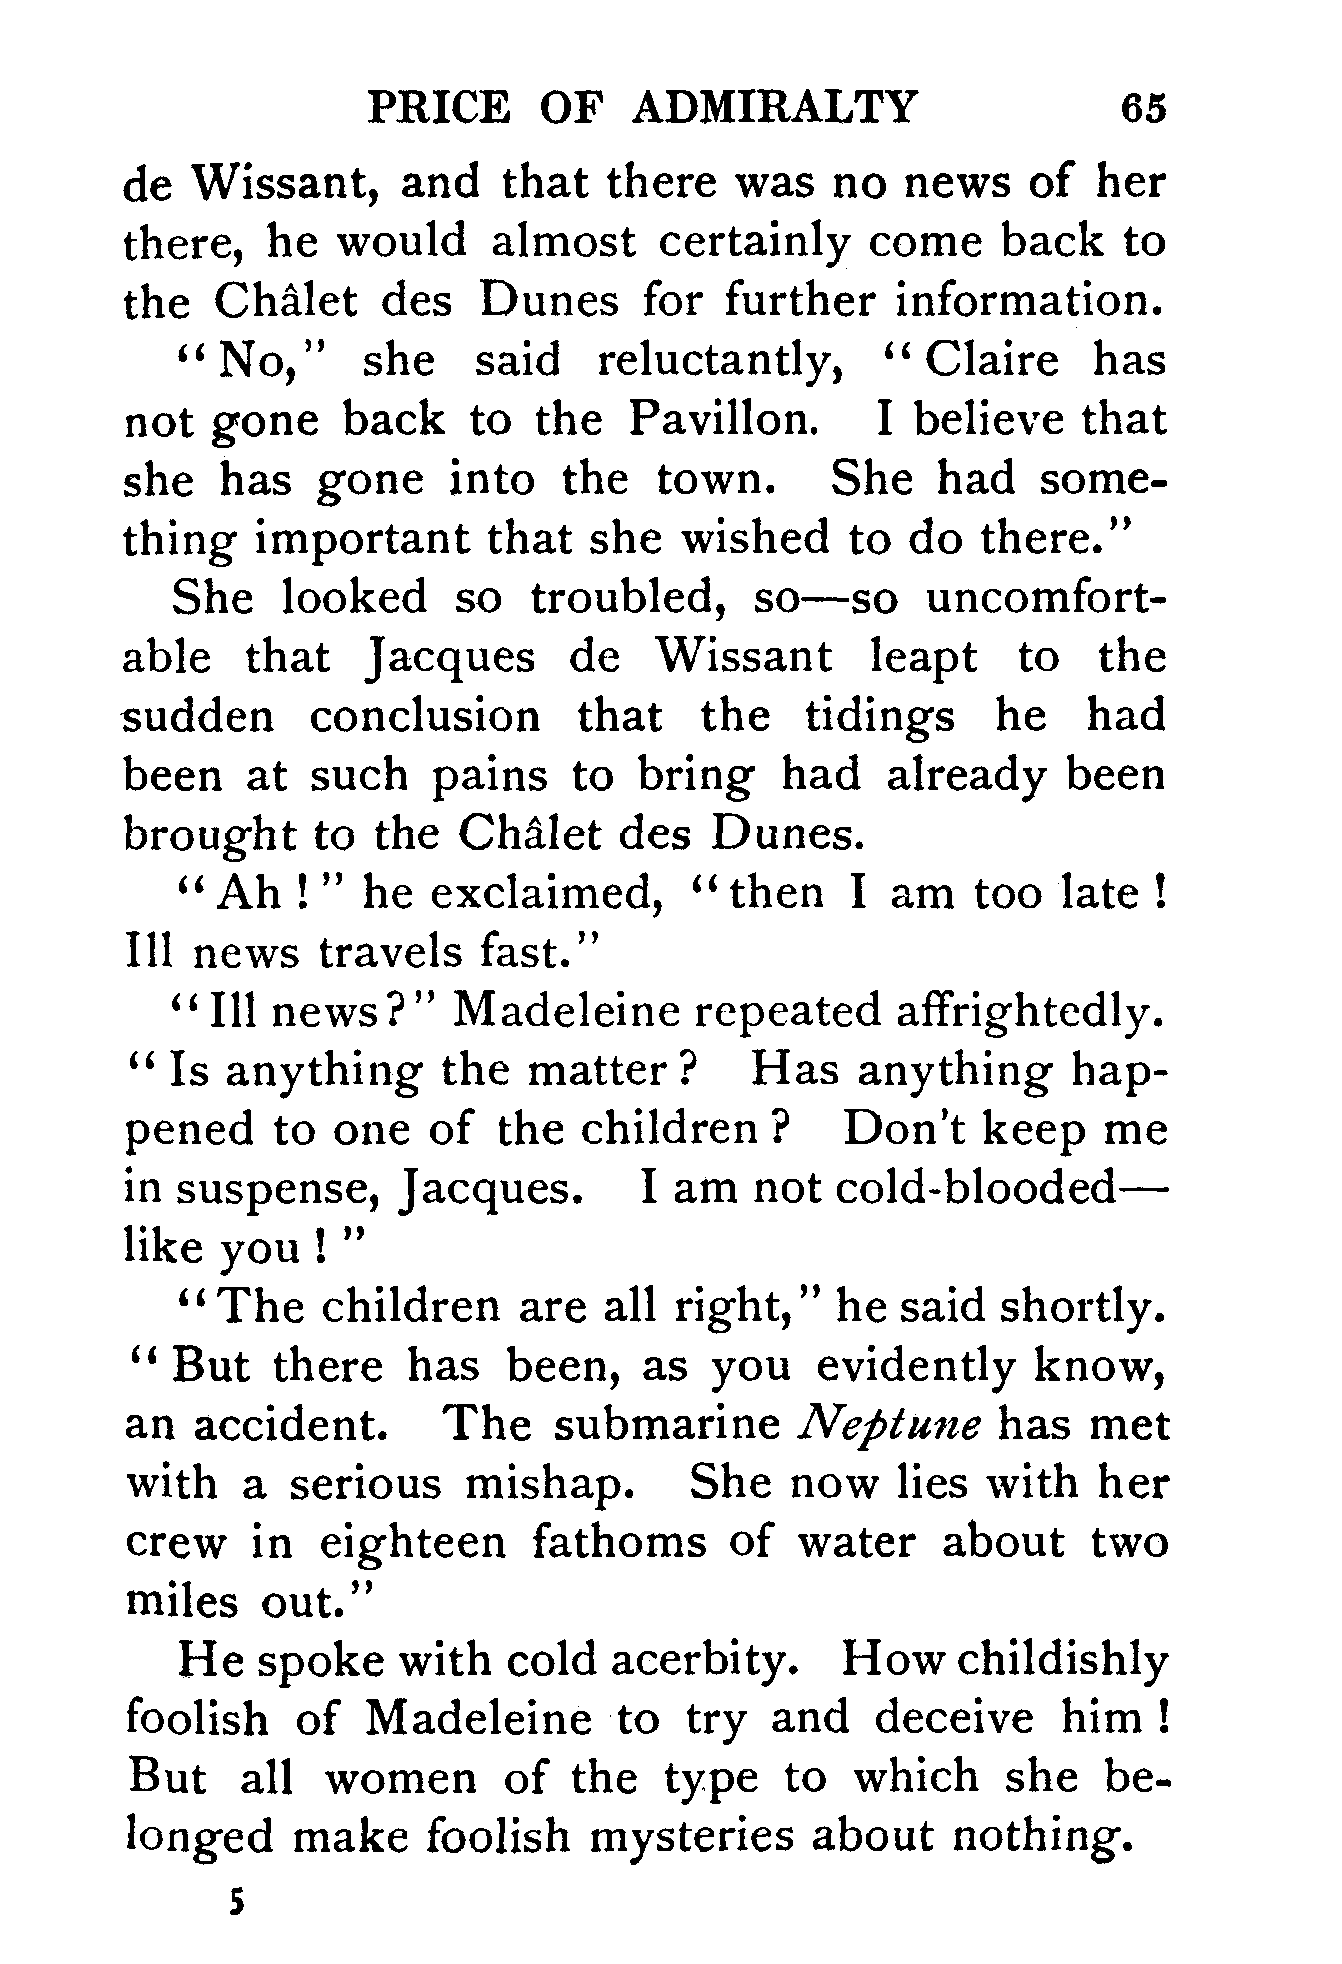 PRICE OF ADMIRALTY 65
de Wissant, and that there was no news of her
there, he would almost certainly come back to
the Châlet des Dunes for further information.
“ No,” she said reluctantly, “ Claire has
not gone back to the Pavillon. I believe that
she has gone into the town. She had some-
thing important that she wished to do there.”
She looked so troubled, so—so uncomfort-
able that Jacques de Wissant leapt to the
sudden conclusion that the tidings he had
been at such pains to bring had already been
brought to the Châlet des Dunes.
“ Ah ! ” he exclaimed, “ then I am too late !
Ill news travels fast.”
“ Ill news ? ” Madeleine repeated affrightedly.
“ Is anything the matter ? Has anything hap-
pened to one of the children ? Don't keep me
in suspense, Jacques. I am not cold-blooded—
like you ! ”
“ The children are all right,” he said shortly.
“ But there has been, as you evidently know,
an accident. The submarine Neptune has met
with a serious mishap. She now lies with her
crew in eighteen fathoms of water about two
miles out.”
He spoke with cold acerbity. How childishly
foolish of Madeleine to try and deceive him !
But all women of the type to which she be-
longed make foolish mysteries about nothing.
5